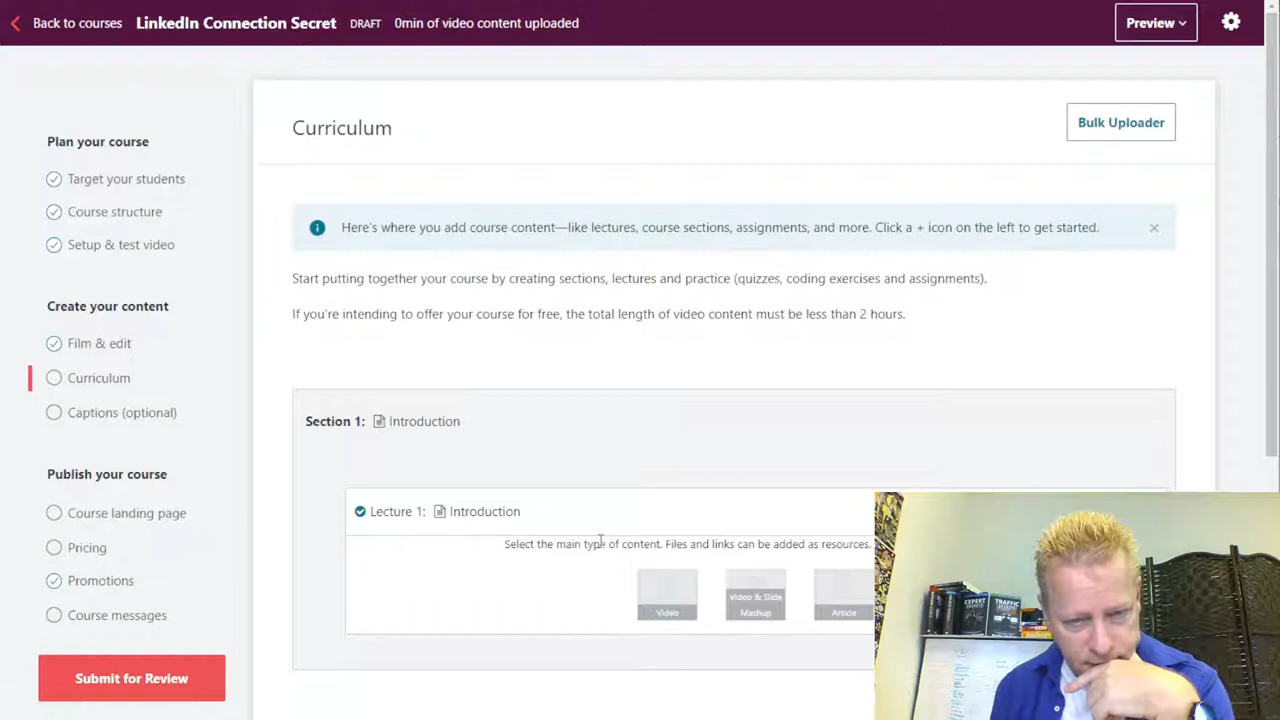 Back to courses LinkedIn Connection Secret DRAFT 0min of video content uploaded Preview
Plan your course
Target your students
Course structure
Setup & test video
Create your content
Film & edit
Curriculum
Captions (optional)
Publish your course
Course landing page
Pricing
Promotions
Course messages
Submit for Review
Curriculum
Bulk Uploader
Here's where you add course content—like lectures, course sections, assignments, and more. Click a + icon on the left to get started.
Start putting together your course by creating sections, lectures and practice (quizzes, coding exercises and assignments).
If you're intending to offer your course for free, the total length of video content must be less than 2 hours.
Section 1: Introduction
Lecture 1: Introduction
Select the main type of content. Files and links can be added as resources.
Video
Video & Slide
Mashup
Article
EXPERT
SECRETS
TRAFFIC
SECRETS